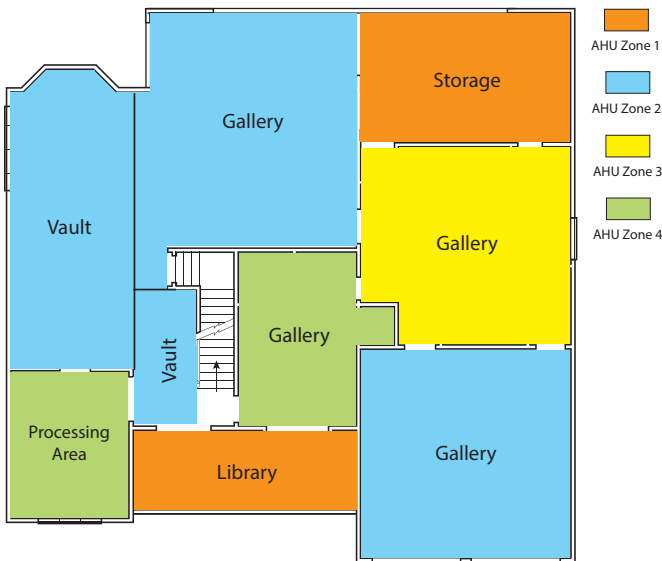 AHU Zone 1
Storage
AHU Zone 2
Gallery
AHU Zone 3
Vault
Gallery
AHU Zone 4
Gallery
Vault
Processing
Area
Gallery
Library